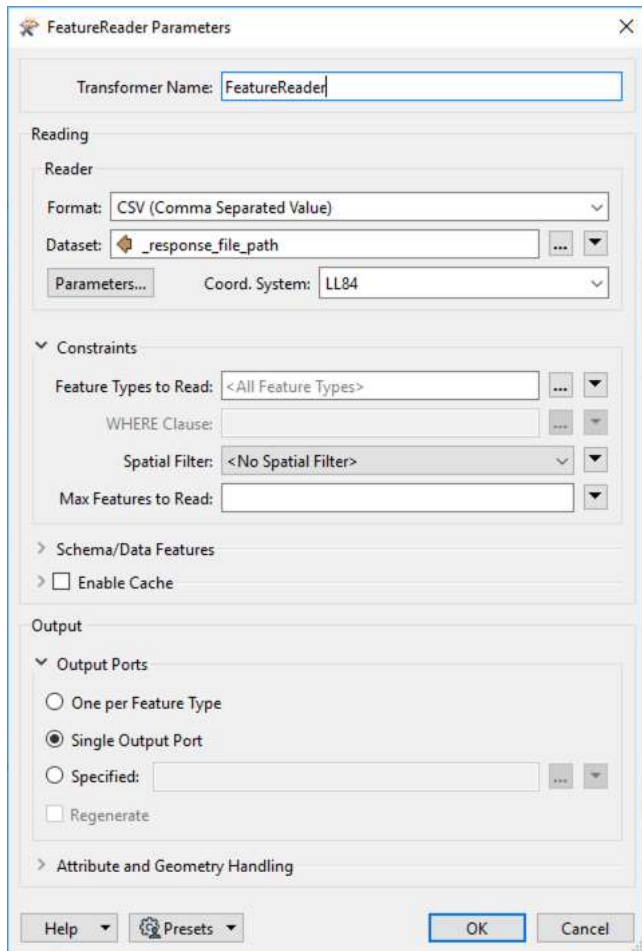 FeatureReader Parameters
Transformer Name: FeatureReader
Reading
Reader
Format: CSV (Comma Separated Value)
Dataset: _response_file_path ...
Parameters... Coord. System: LL84
Constraints
Feature Types to Read: <All Feature Types> ...
WHERE Clause: ...
Spatial Filter: <No Spatial Filter>
Max Features to Read:
Schema/Data Features
Enable Cache
Output
Output Ports
One per Feature Type
Single Output Port
Specified: ...
Regenerate
Attribute and Geometry Handling
Help Presets OK Cancel